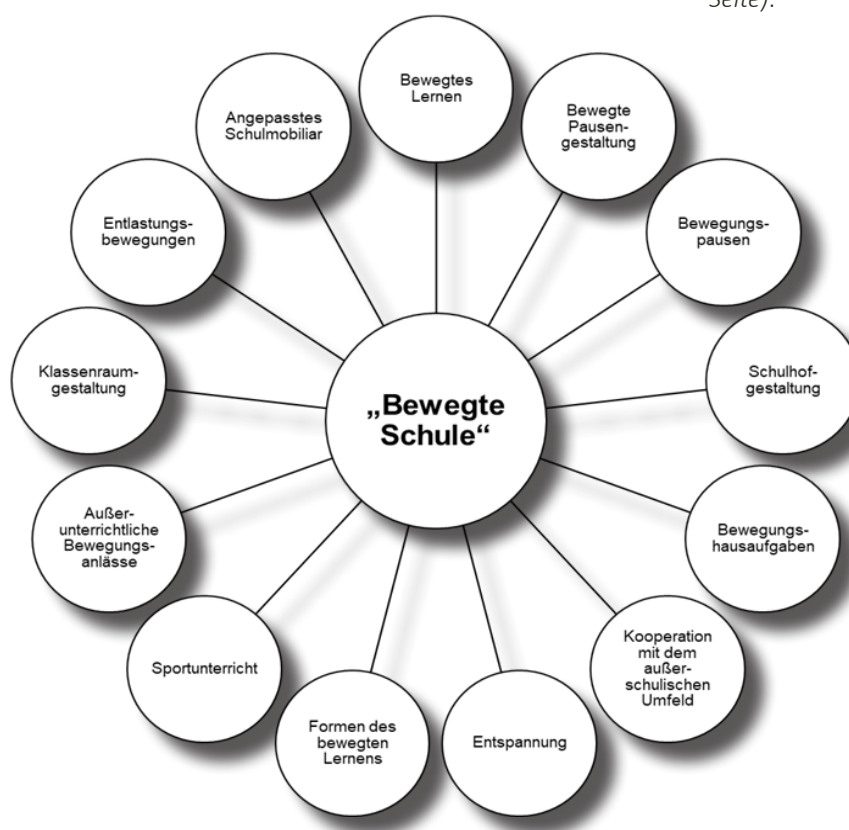 Seite).
Bewegtes
Lernen
Bewegte
Pausen-
gestaltung
Bewegungs-
pausen
Schulhof-
gestaltung
Bewegungs-
hausaufgaben
Kooperation
mit dem
außer-
schulischen
Umfeld
Entspannung
Formen des
bewegten
Lernens
Sportunterricht
Außer-
unterrichtliche
Bewegungs-
anlässe
Klassenraum-
gestaltung
Entlastungs-
bewegungen
Angepasstes
Schulmobiliar
„Bewegte
Schule“